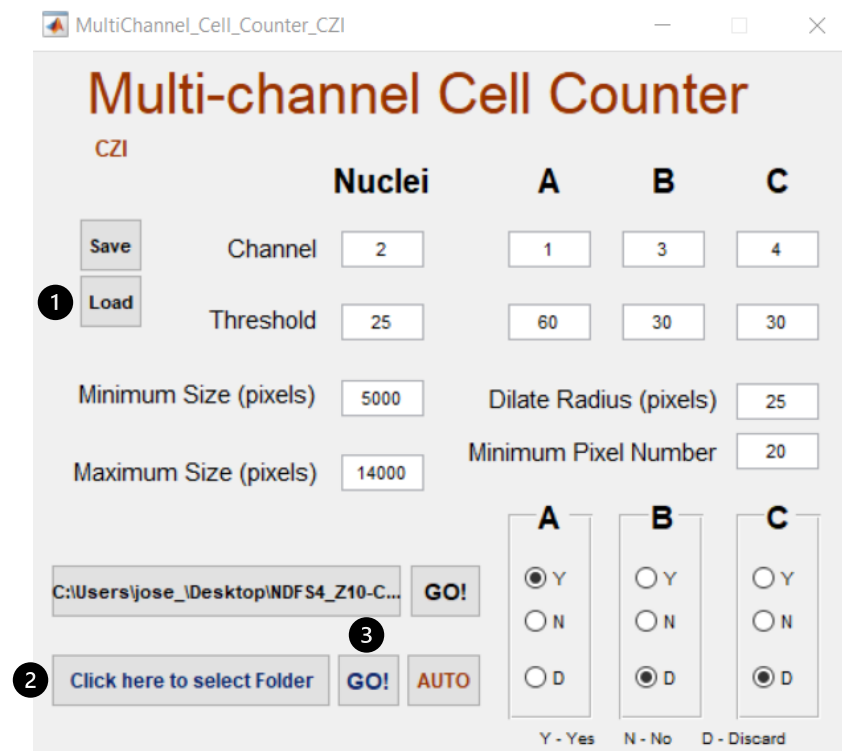 MultiChannel_Cell_Counter_CZI
Multi-channel Cell Counter
CZI
Nuclei A B C
Save Channel 2 1 3 4
1 Load
Threshold 25 60 30 30
Minimum Size (pixels) 5000 Dilate Radius (pixels) 25
Minimum Pixel Number 20
Maximum Size (pixels) 14000
A B C
C:\Users\jose_\Desktop\NDFS4_Z10-C... GO! Y Y Y
N N N
3
2 Click here to select Folder GO! AUTO D D D
Y - Yes N - No D - Discard